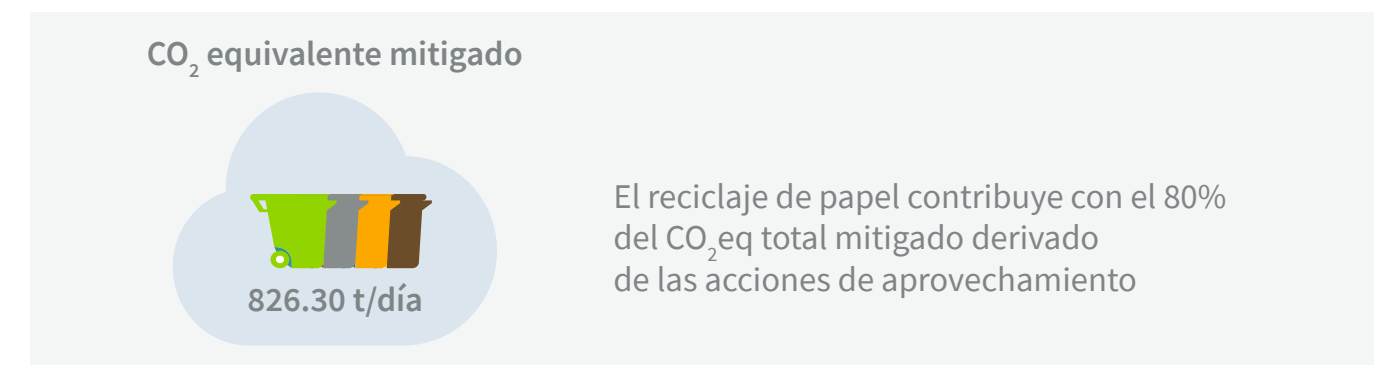 CO₂ equivalente mitigado
826.30 t/día
El reciclaje de papel contribuye con el 80%
del CO₂eq total mitigado derivado
de las acciones de aprovechamiento